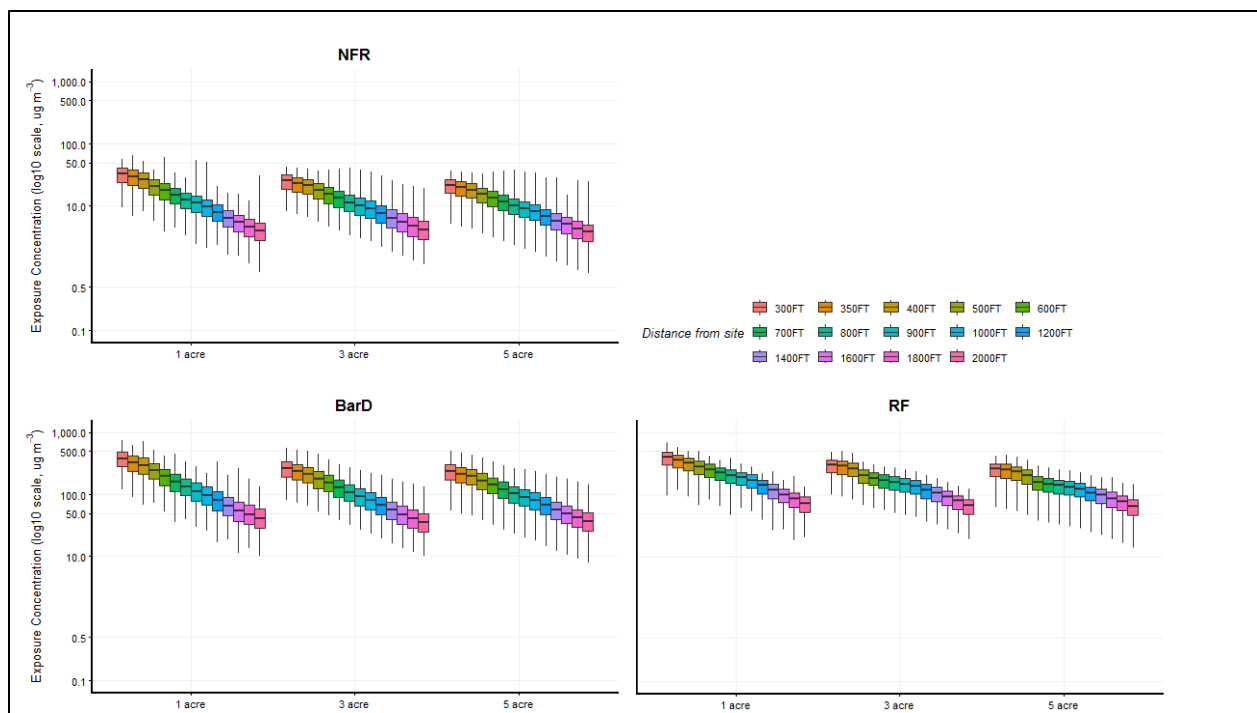 NFR
Exposure Concentration (log10 scale, ug m⁻³)
1,000.0
500.0
100.0
50.0
10.0
0.5
0.1
1 acre 3 acre 5 acre
Distance from site
300FT 350FT 400FT 500FT 600FT
700FT 800FT 900FT 1000FT 1200FT
1400FT 1600FT 1800FT 2000FT
BarD
Exposure Concentration (log10 scale, ug m⁻³)
1,000.0
500.0
100.0
50.0
10.0
0.5
0.1
1 acre 3 acre 5 acre
RF
1 acre 3 acre 5 acre